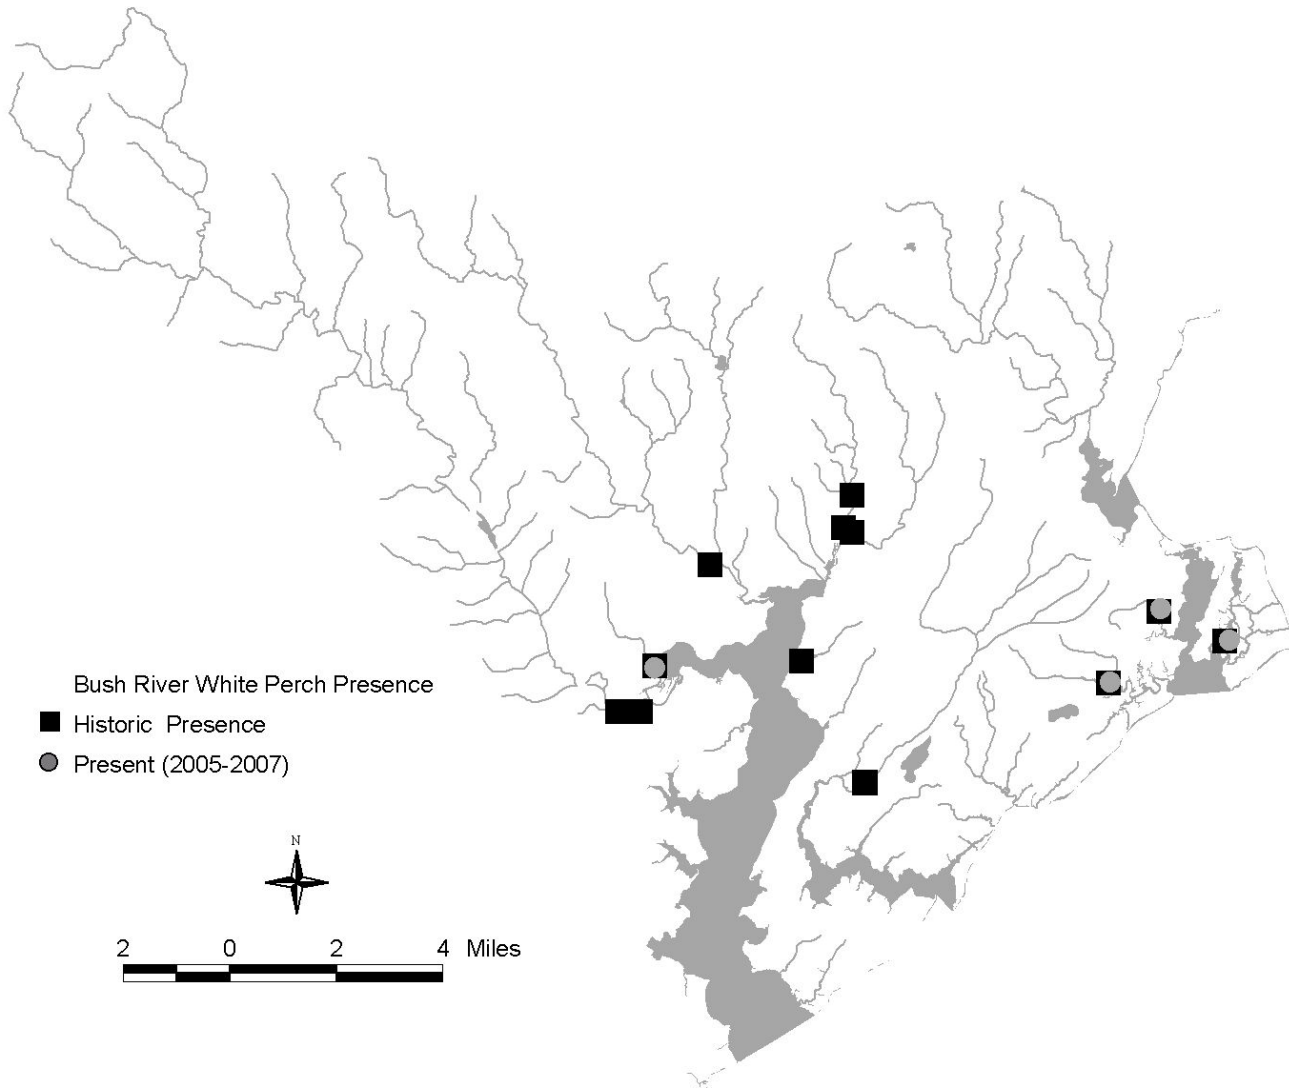 Bush River White Perch Presence
Historic Presence
Present (2005-2007)
N
2 0 2 4 Miles